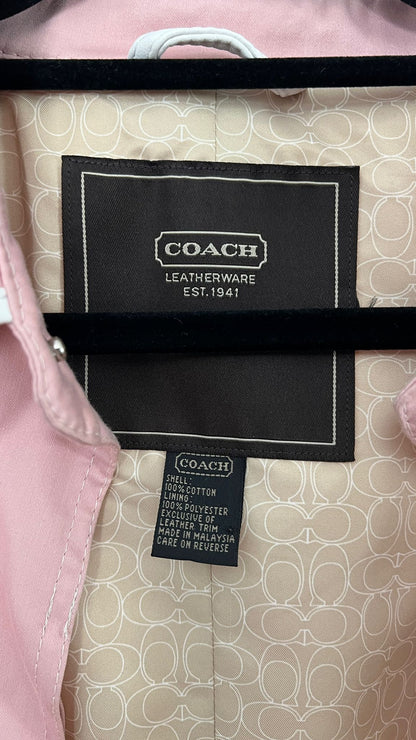 COACH
LEATHERWARE
EST. 1941
COACH
SHELL:
100% COTTON
LINING:
100% POLYESTER
EXCLUSIVE OF
LEATHER TRIM
MADE IN MALAYSIA
CARE ON REVERSE